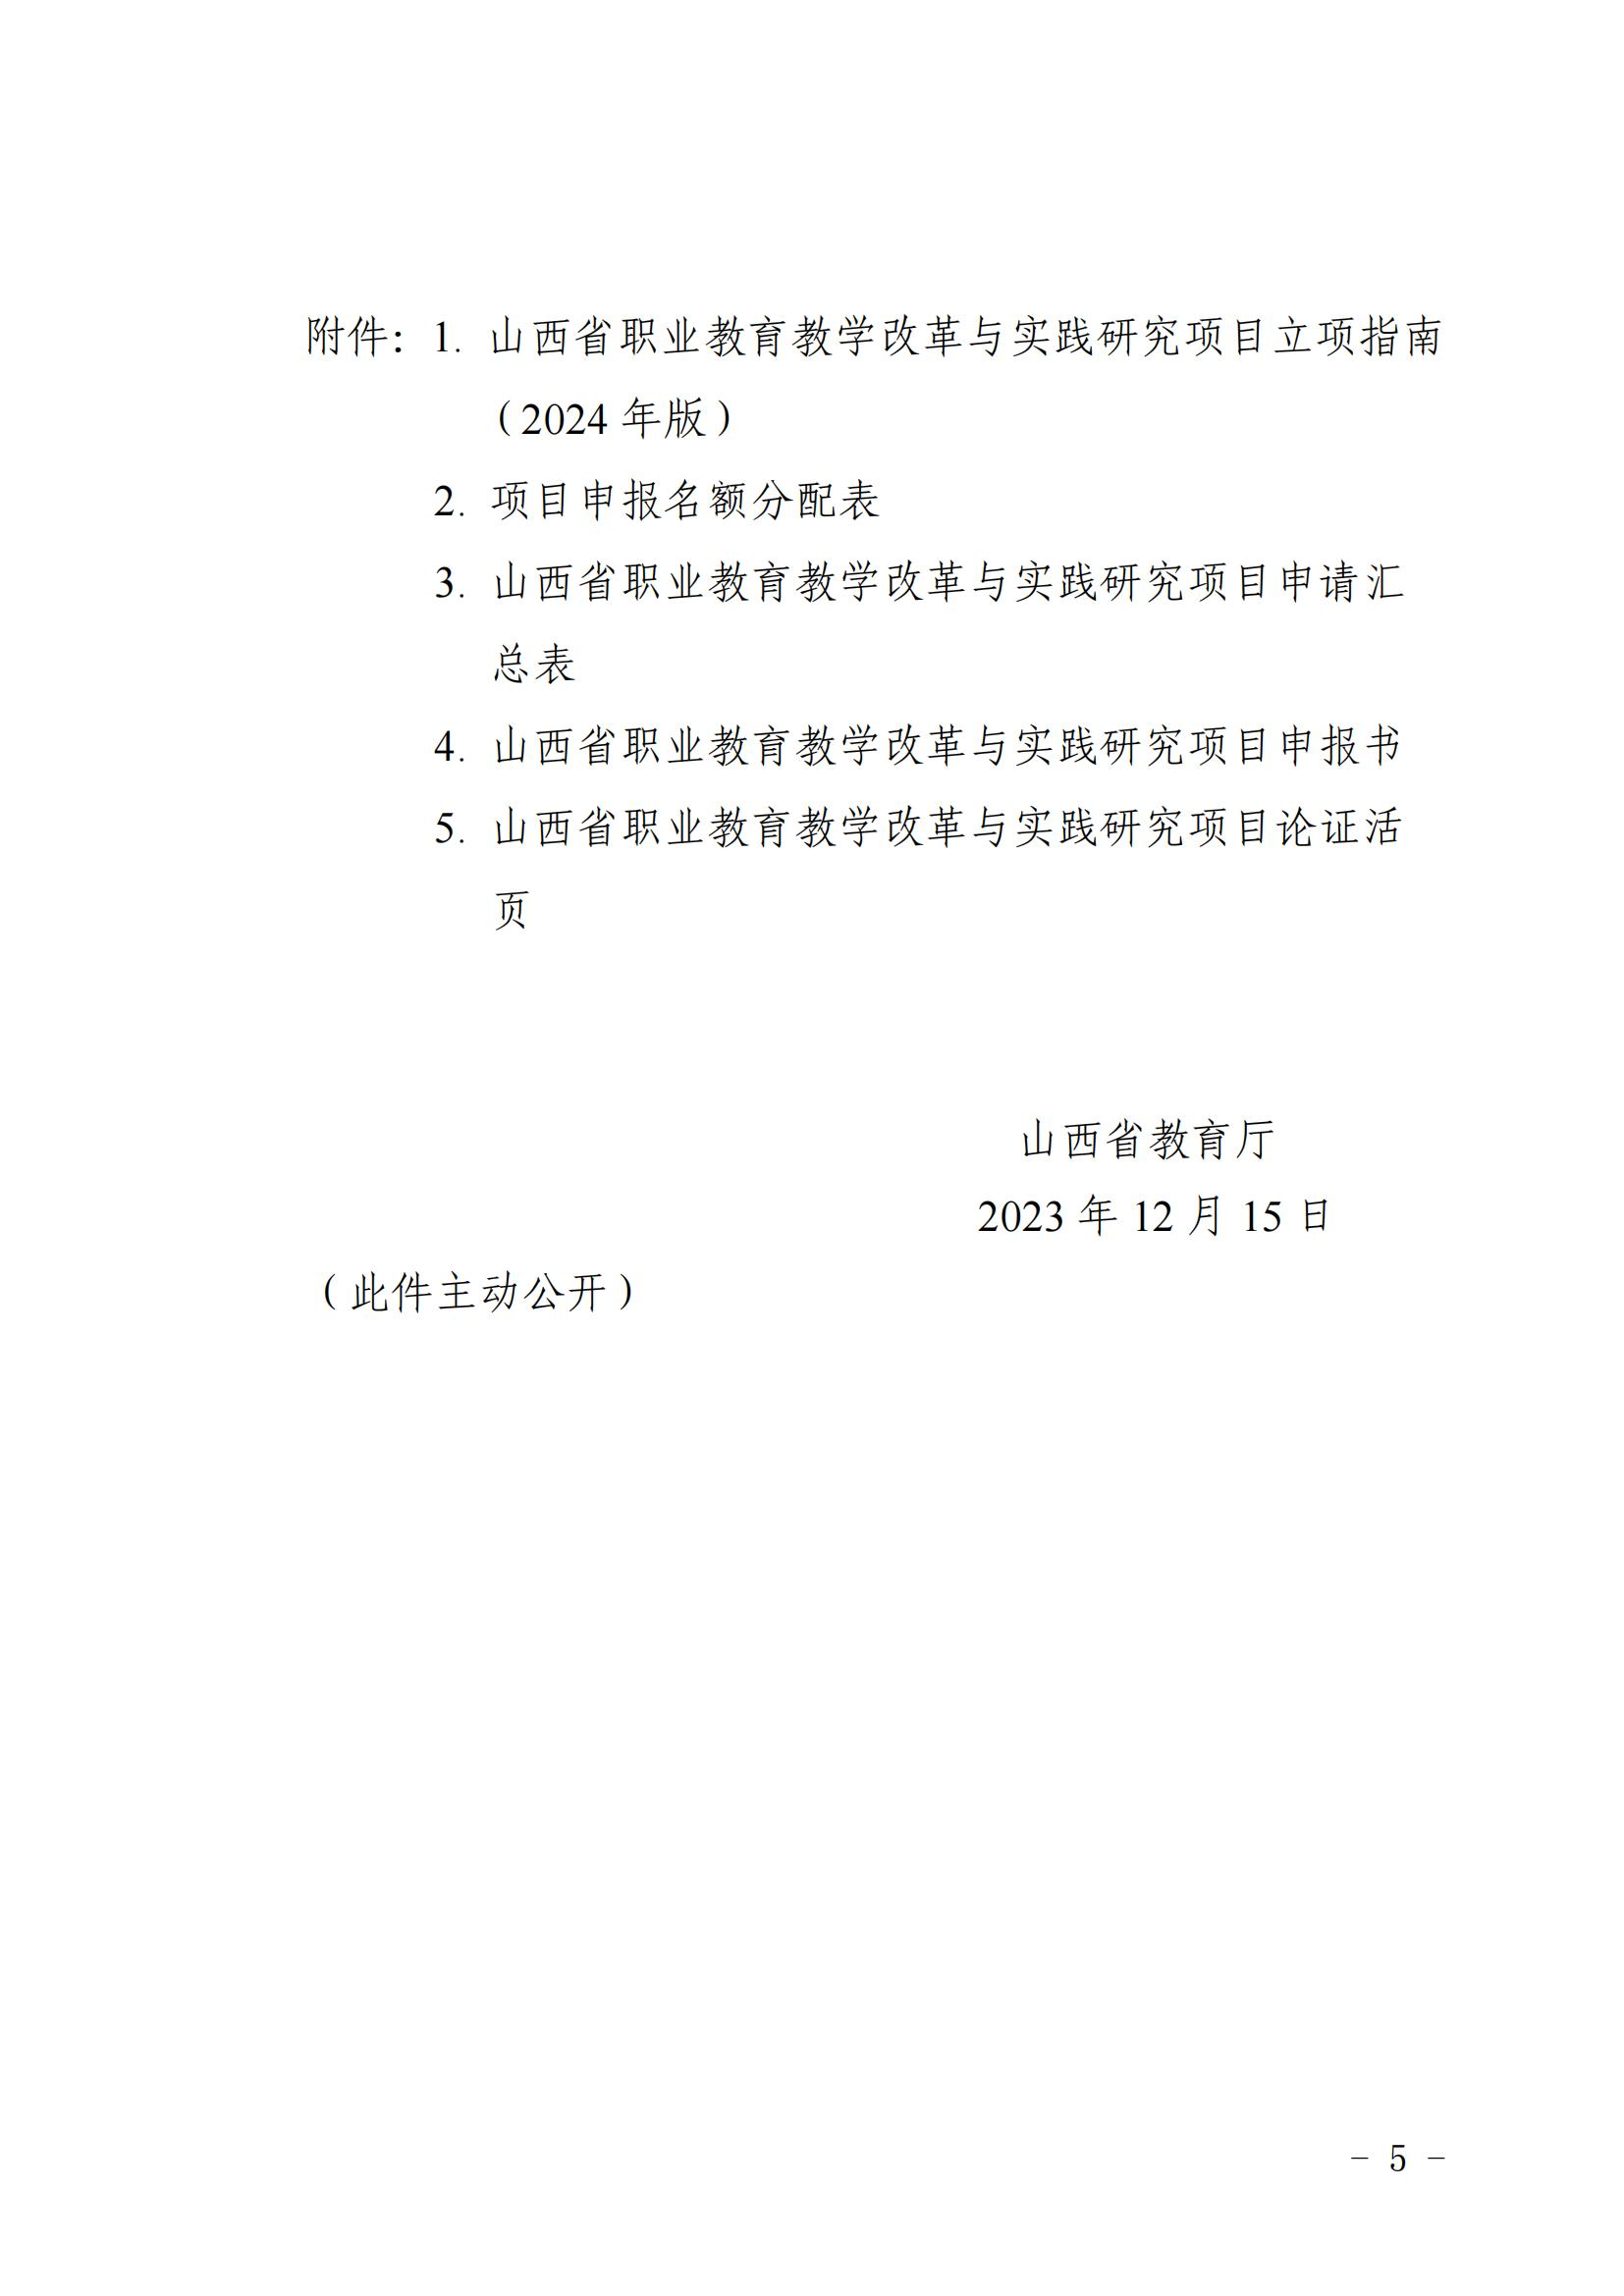 附件：1. 山西省职业教育教学改革与实践研究项目立项指南
（2024 年版）
2. 项目申报名额分配表
3. 山西省职业教育教学改革与实践研究项目申请汇
总表
4. 山西省职业教育教学改革与实践研究项目申报书
5. 山西省职业教育教学改革与实践研究项目论证活
页
山西省教育厅
2023 年 12 月 15 日
（此件主动公开）
- 5 -